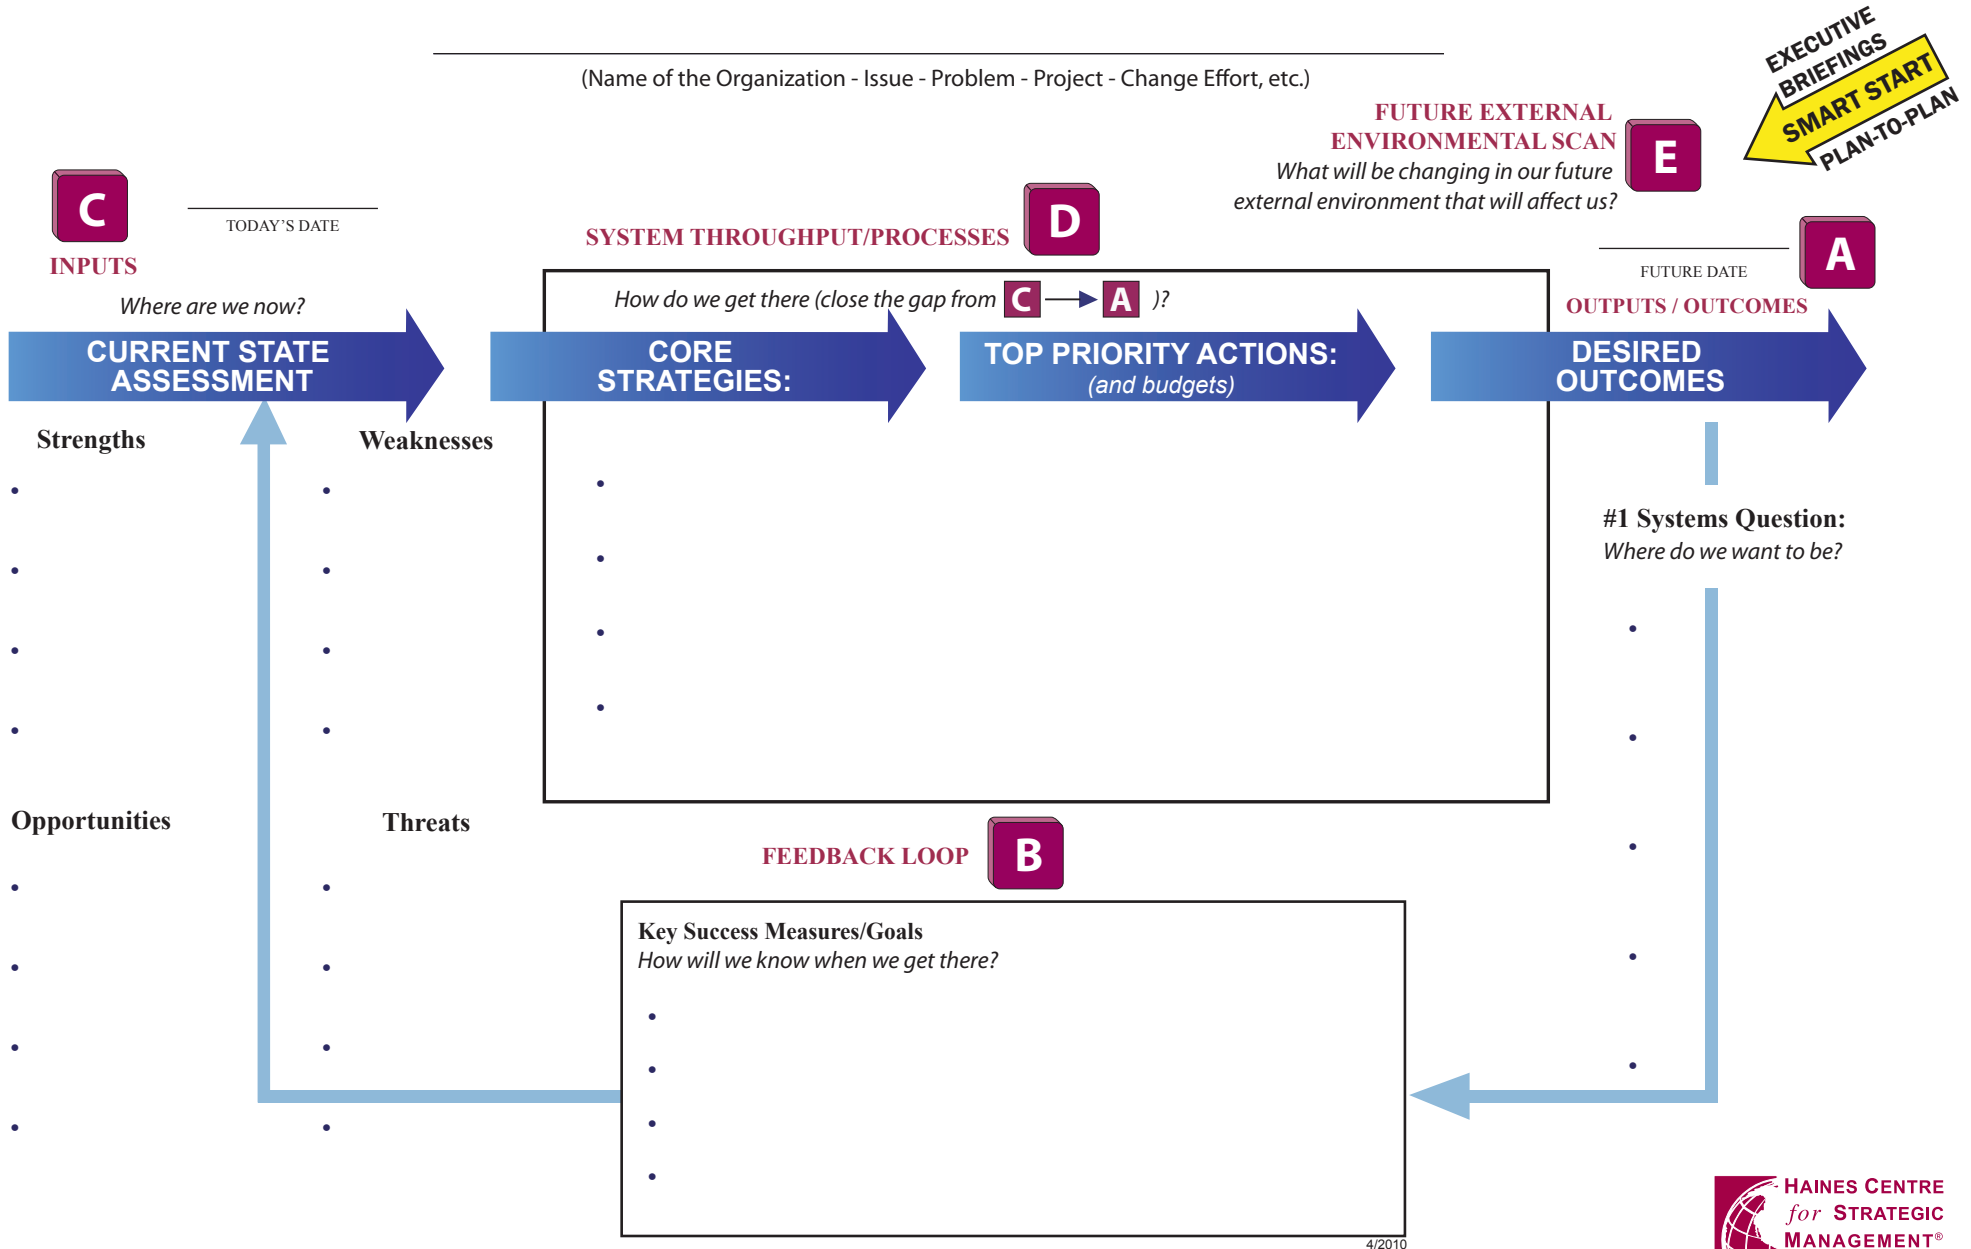 (Name of the Organization - Issue - Problem - Project - Change Effort, etc.)
EXECUTIVE
BRIEFINGS
SMART START
PLAN-TO-PLAN
FUTURE EXTERNAL
ENVIRONMENTAL SCAN
What will be changing in our future
external environment that will affect us?
E
C
TODAY'S DATE
INPUTS
Where are we now?
SYSTEM THROUGHPUT/PROCESSES
D
How do we get there (close the gap from C A )?
FUTURE DATE
A
OUTPUTS / OUTCOMES
CURRENT STATE
ASSESSMENT
CORE
STRATEGIES:
TOP PRIORITY ACTIONS:
(and budgets)
DESIRED
OUTCOMES
Strengths
Weaknesses
#1 Systems Question:
Where do we want to be?
Opportunities
Threats
FEEDBACK LOOP
B
Key Success Measures/Goals
How will we know when we get there?
4/2010
HAINES CENTRE
for STRATEGIC
MANAGEMENT®